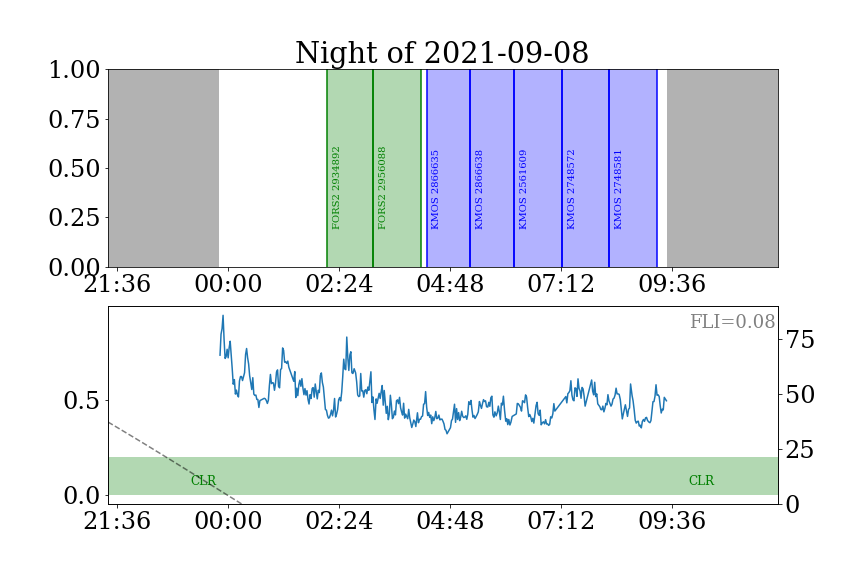 Night of 2021-09-08
1.00
0.75
0.50
0.25
0.00
FORS2 2934892
FORS2 2956088
KMOS 2866635
KMOS 2866638
KMOS 2561609
KMOS 2748572
KMOS 2748581
21:36 00:00 02:24 04:48 07:12 09:36
FLI=0.08
0.5
0.0
75
50
25
0
CLR CLR
21:36 00:00 02:24 04:48 07:12 09:36